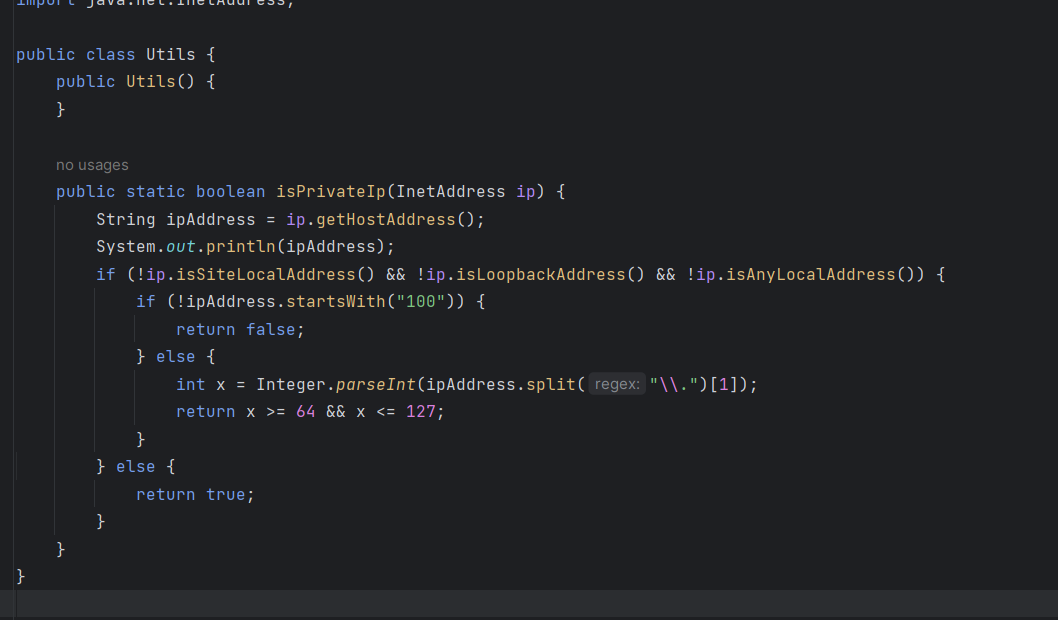 import java.net.InetAddress;
public class Utils {
public Utils() {
}
no usages
public static boolean isPrivateIp(InetAddress ip) {
String ipAddress = ip.getHostAddress();
System.out.println(ipAddress);
if (!ip.isSiteLocalAddress() && !ip.isLoopbackAddress() && !ip.isAnyLocalAddress()) {
if (!ipAddress.startsWith("100")) {
return false;
} else {
int x = Integer.parseInt(ipAddress.split( regex: "\\.")[1]);
return x >= 64 && x <= 127;
}
} else {
return true;
}
}
}